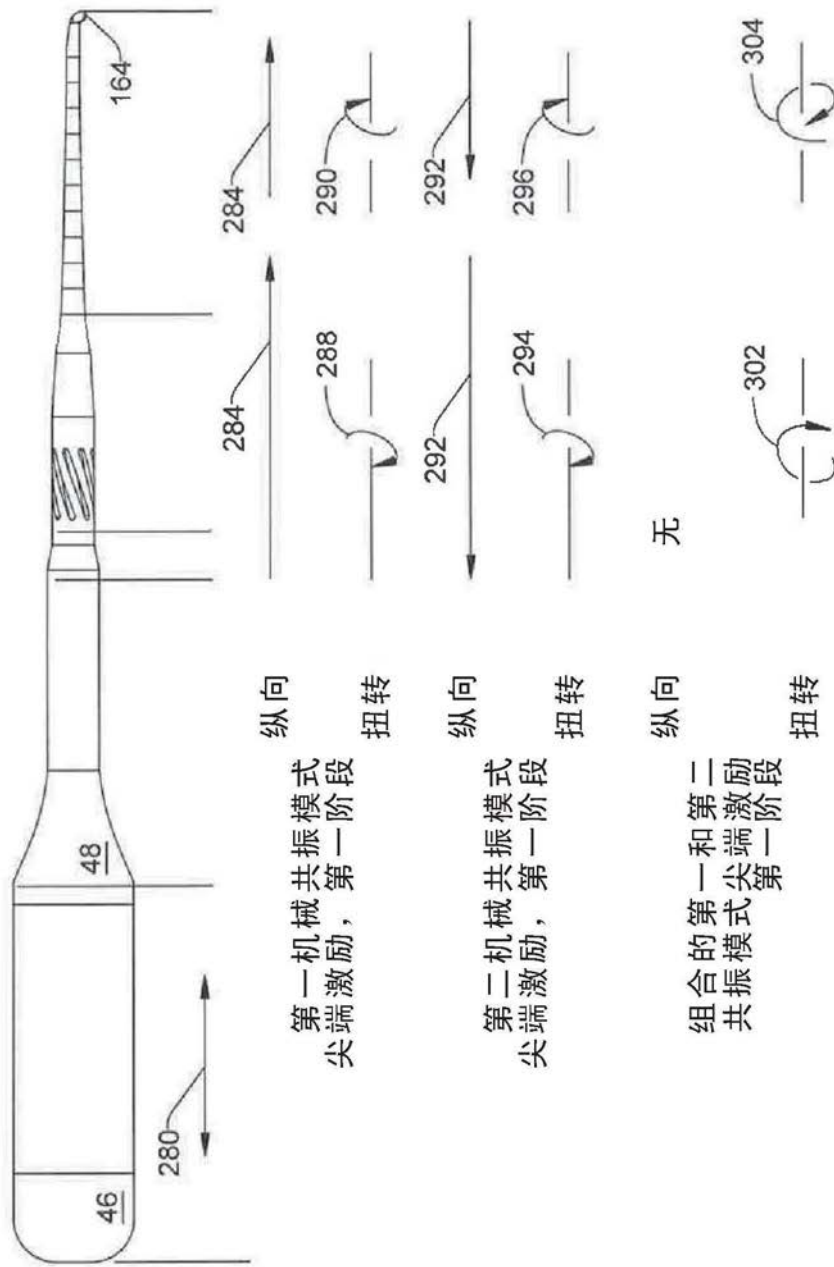 46
48
164
280
284
284
纵向
第一机械共振模式
尖端激励，第一阶段
扭转
288
290
292
292
纵向
第二机械共振模式
尖端激励，第一阶段
扭转
294
296
纵向
无
组合的第一和第二
共振模式尖端激励
第一阶段
扭转
302
304